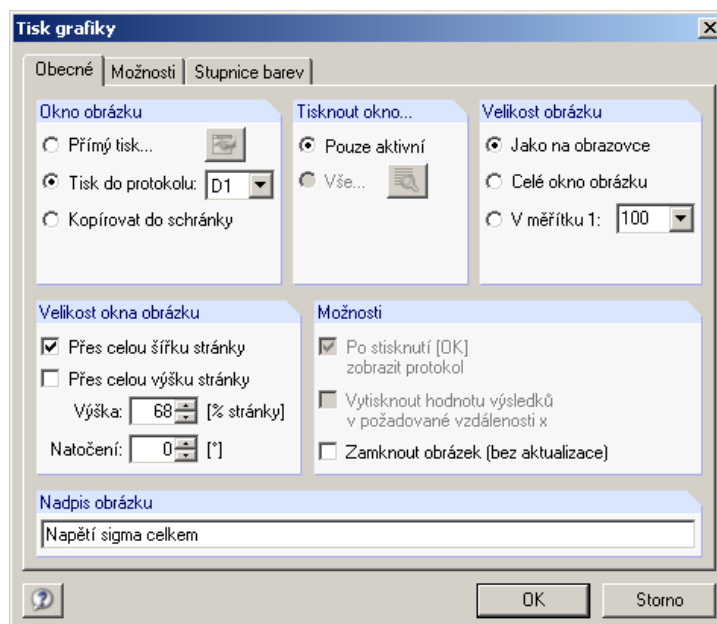 Tisk grafiky
Obecné Možnosti Stupnice barev
Okno obrázku
Přímý tisk...
Tisk do protokolu: D1
Kopírovat do schránky
Tisknout okno...
Pouze aktivní
Vše...
Velikost obrázku
Jako na obrazovce
Celé okno obrázku
V měřítku 1: 100
Velikost okna obrázku
Přes celou šířku stránky
Přes celou výšku stránky
Výška: 68 [% stránky]
Natočení: 0 [°]
Možnosti
Po stisknutí [OK]
zobrazit protokol
Vytisknout hodnotu výsledků
v požadované vzdálenosti x
Zamknout obrázek (bez aktualizace)
Nadpis obrázku
Napětí sigma celkem
OK Storno